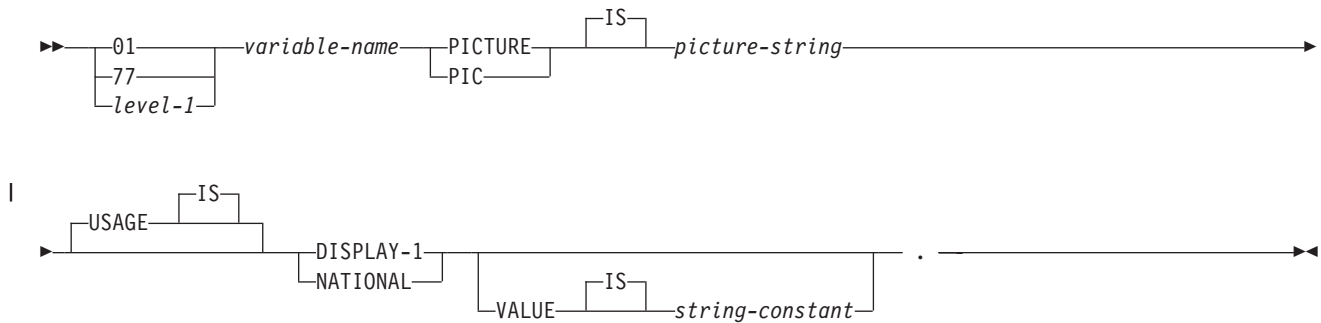 IS
01 variable-name PICTURE IS picture-string
77 PIC
level-1
IS
USAGE
DISPLAY-1 .
NATIONAL IS
VALUE string-constant